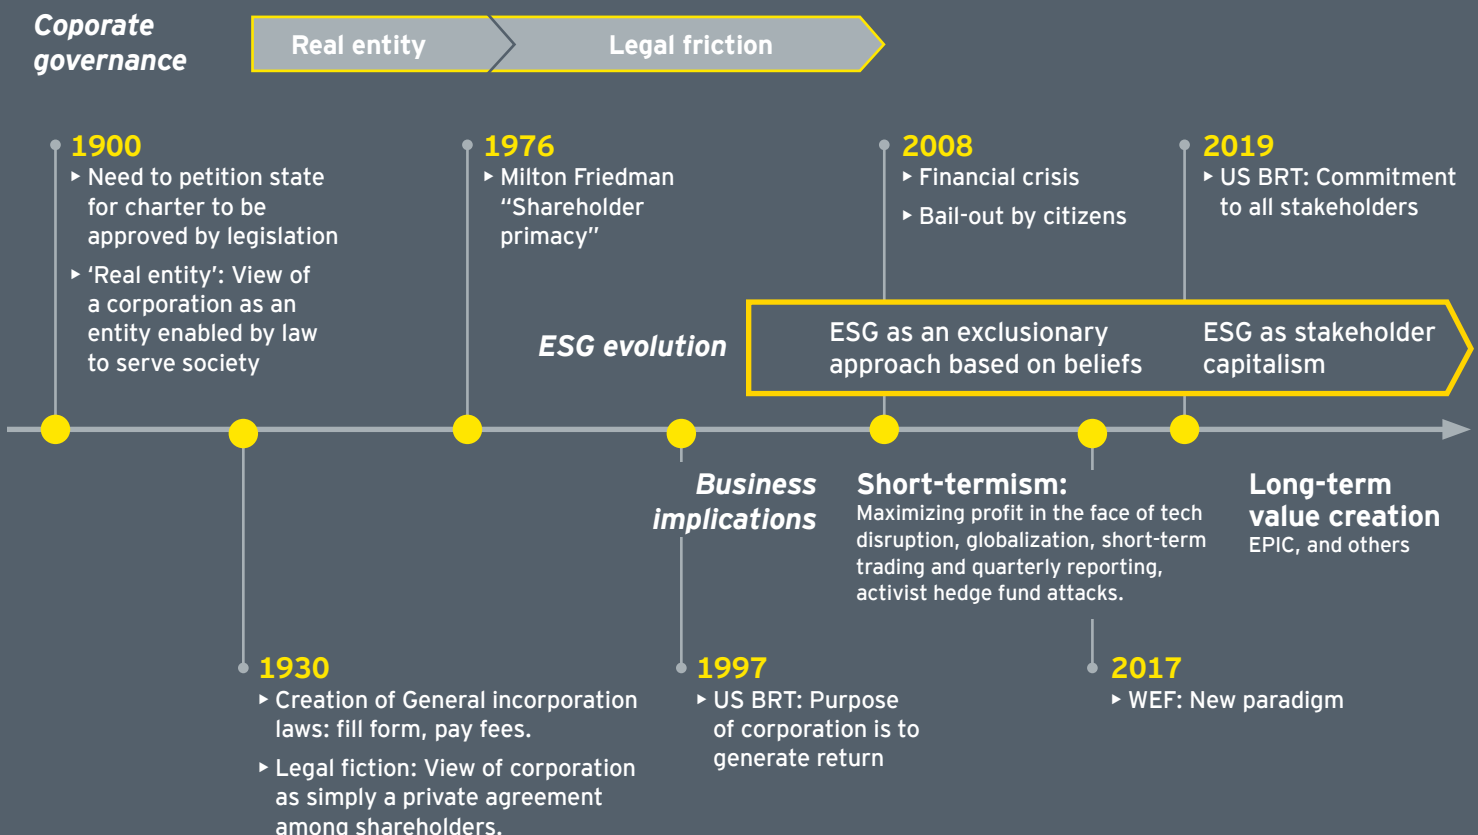 Coporate
governance
Real entity
Legal friction
1900
▸ Need to petition state
for charter to be
approved by legislation
▸ ‘Real entity’: View of
a corporation as an
entity enabled by law
to serve society
1976
▸ Milton Friedman
“Shareholder
primacy”
2008
▸ Financial crisis
▸ Bail-out by citizens
2019
▸ US BRT: Commitment
to all stakeholders
ESG evolution
ESG as an exclusionary
approach based on beliefs
ESG as stakeholder
capitalism
Business
implications
Short-termism:
Maximizing profit in the face of tech
disruption, globalization, short-term
trading and quarterly reporting,
activist hedge fund attacks.
Long-term
value creation
EPIC, and others
1930
▸ Creation of General incorporation
laws: fill form, pay fees.
▸ Legal fiction: View of corporation
as simply a private agreement
among shareholders.
1997
▸ US BRT: Purpose
of corporation is to
generate return
2017
▸ WEF: New paradigm